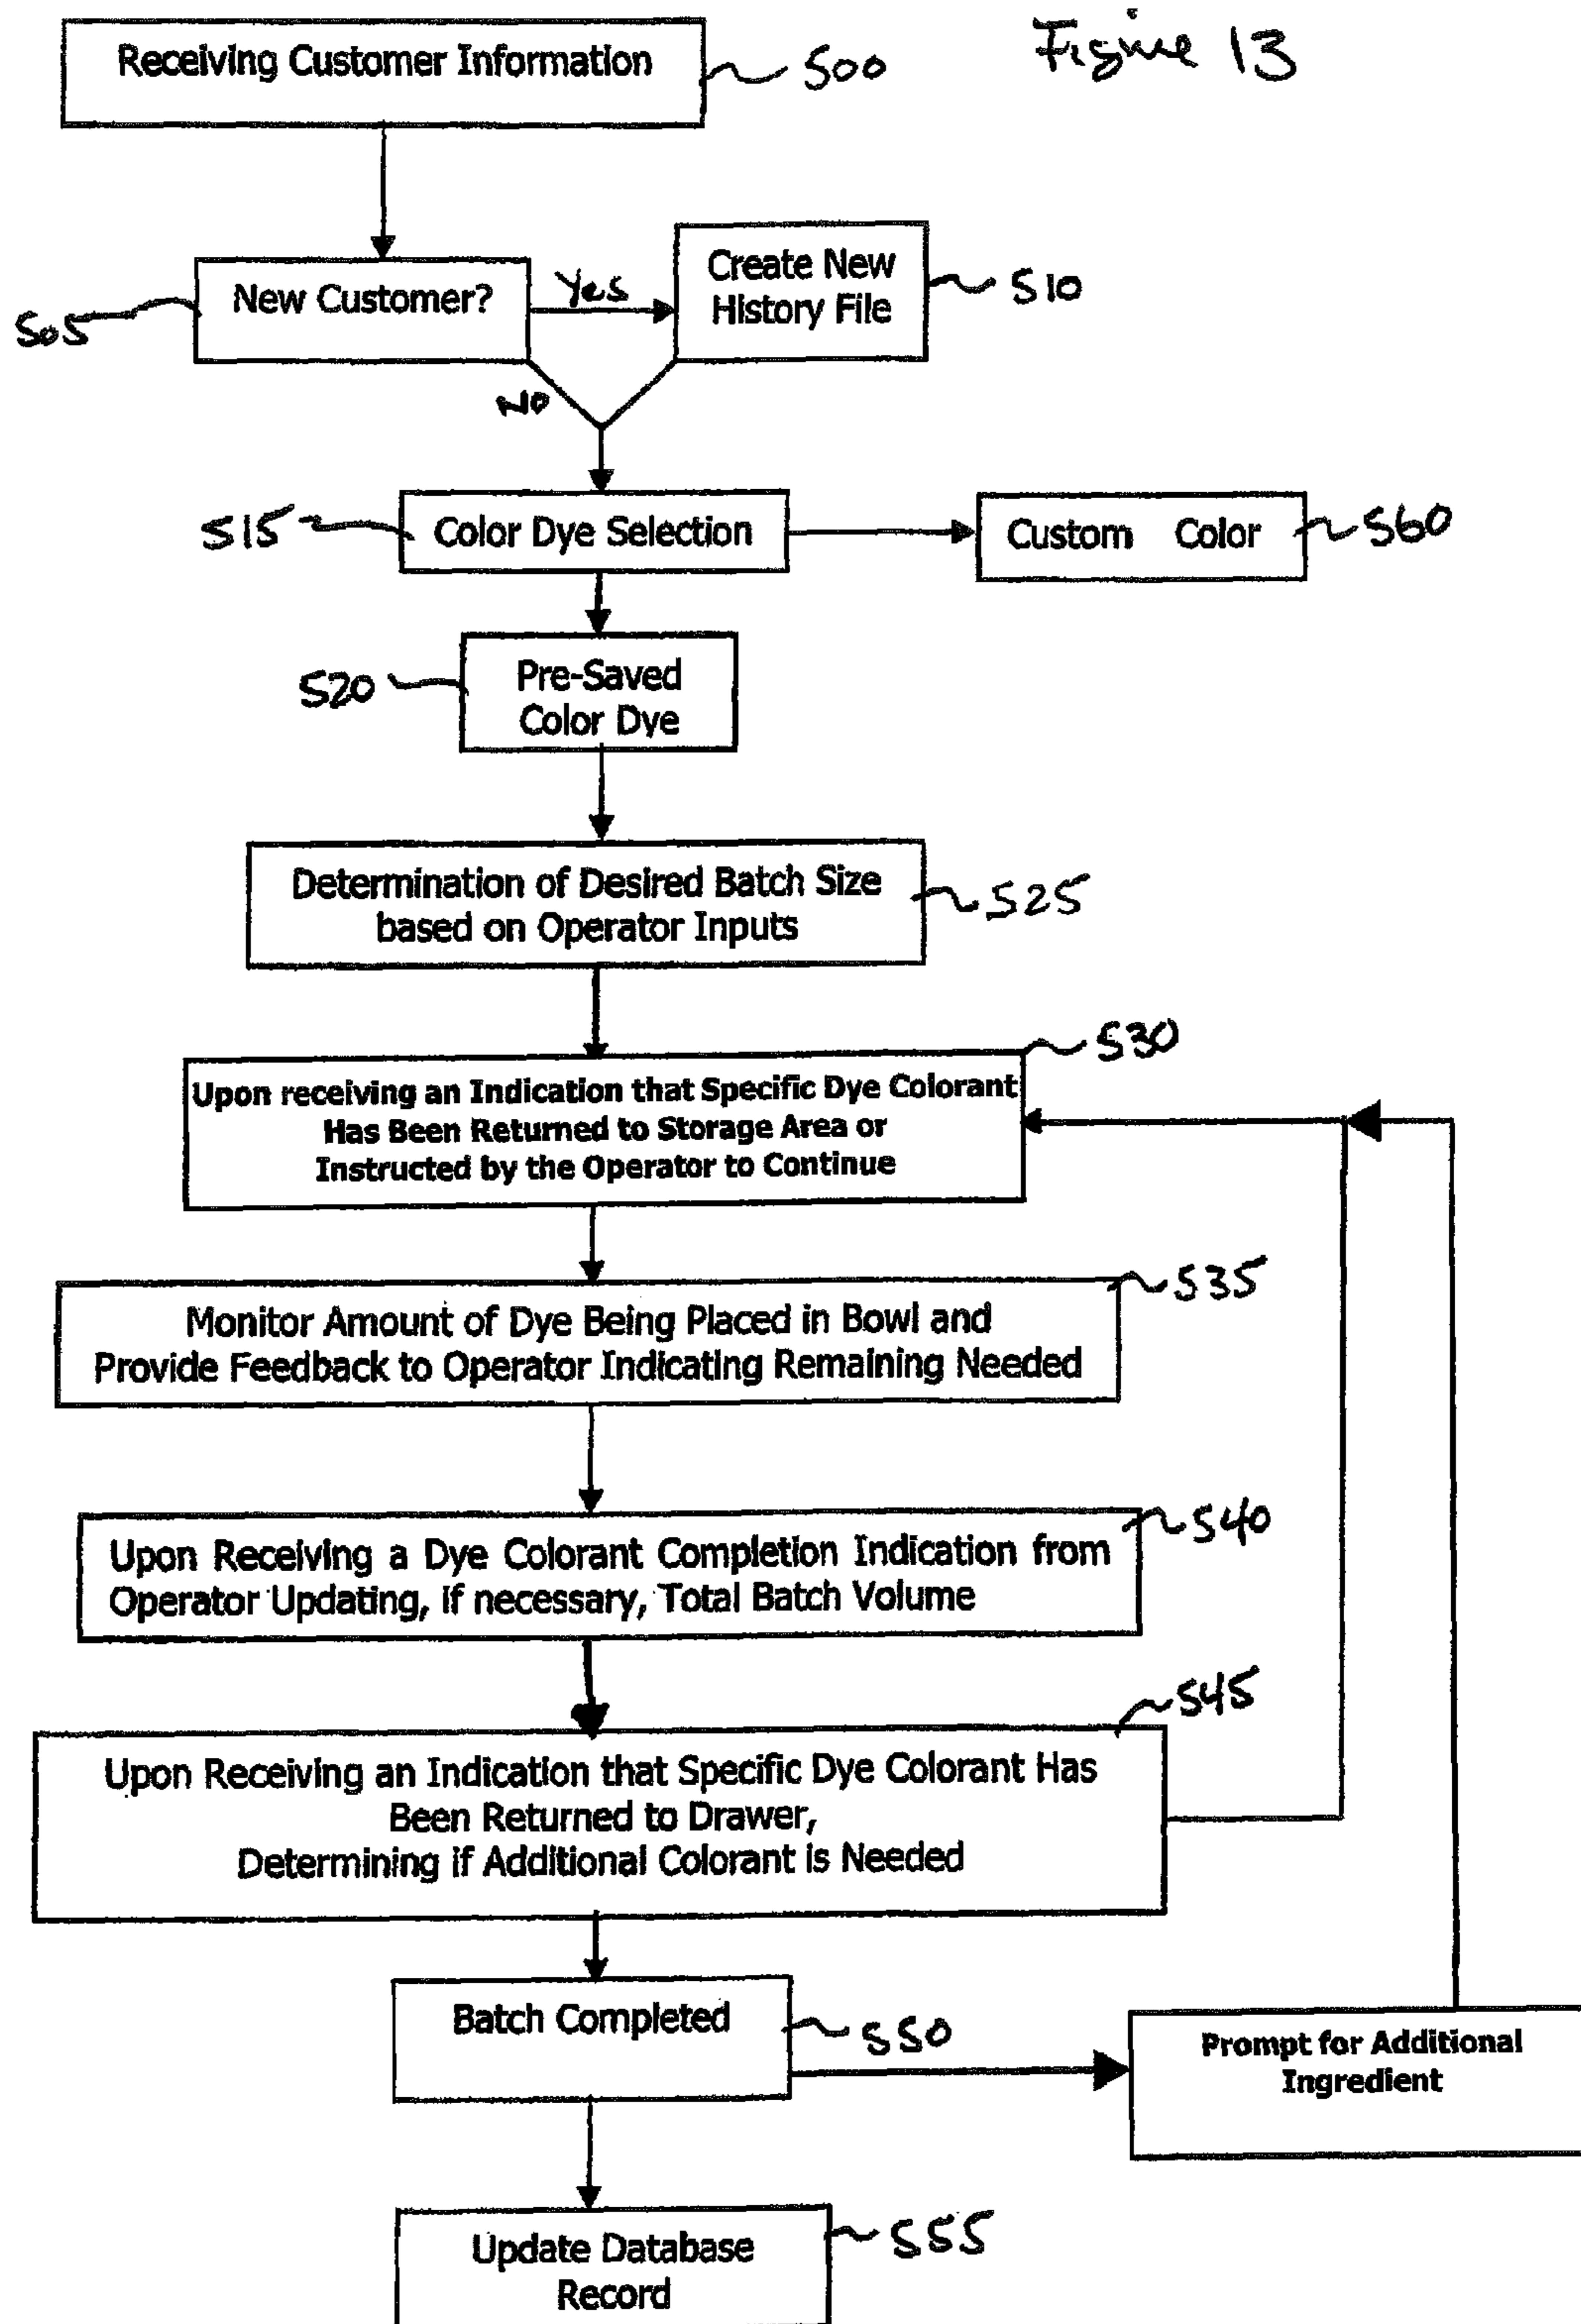 Figure 13
Receiving Customer Information
500
New Customer?
505
Yes
Create New
History File
510
No
Color Dye Selection
515
Custom Color
560
Pre-Saved
Color Dye
520
Determination of Desired Batch Size
based on Operator Inputs
525
530
Upon receiving an Indication that Specific Dye Colorant
Has Been Returned to Storage Area or
Instructed by the Operator to Continue
535
Monitor Amount of Dye Being Placed in Bowl and
Provide Feedback to Operator Indicating Remaining Needed
540
Upon Receiving a Dye Colorant Completion Indication from
Operator Updating, if necessary, Total Batch Volume
545
Upon Receiving an Indication that Specific Dye Colorant Has
Been Returned to Drawer,
Determining if Additional Colorant is Needed
Batch Completed
550
Prompt for Additional
Ingredient
Update Database
Record
555